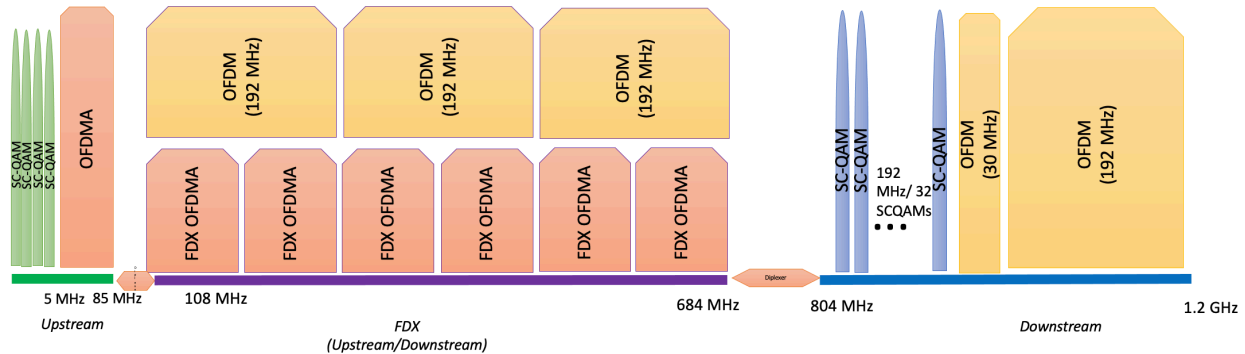 SC-QAM
SC-QAM
SC-QAM
SC-QAM
OFDMA
OFDM
(192 MHz)
OFDM
(192 MHz)
OFDM
(192 MHz)
FDX OFDMA
FDX OFDMA
FDX OFDMA
FDX OFDMA
FDX OFDMA
FDX OFDMA
SC-QAM
SC-QAM
192
MHz/ 32
SCQAMs
SC-QAM
OFDM
(30 MHz)
OFDM
(192 MHz)
Diplexer
5 MHz
85 MHz
108 MHz
684 MHz
804 MHz
1.2 GHz
Upstream
FDX
(Upstream/Downstream)
Downstream